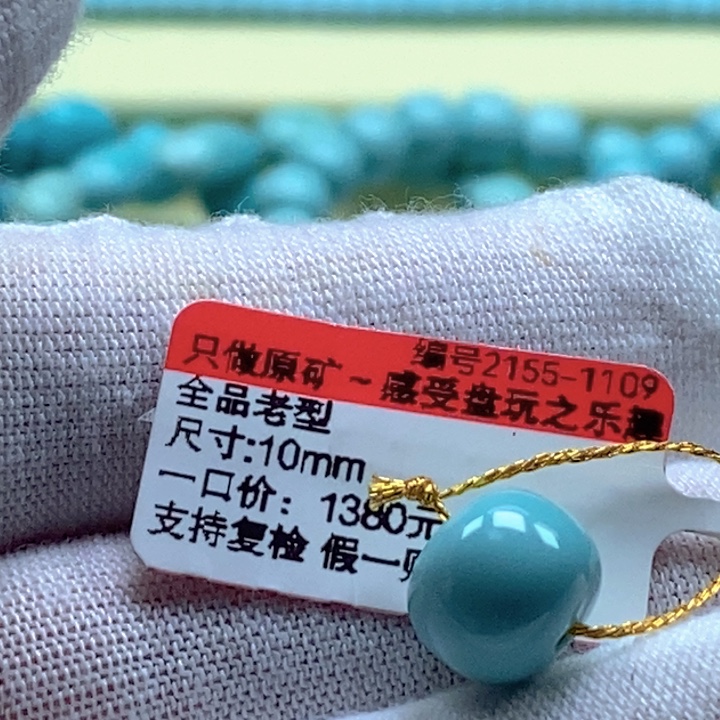 编号2155-1109
只做原矿~感受盘玩之乐趣
全品老型
尺寸:10mm
一口价：1380元
支持复检 假一